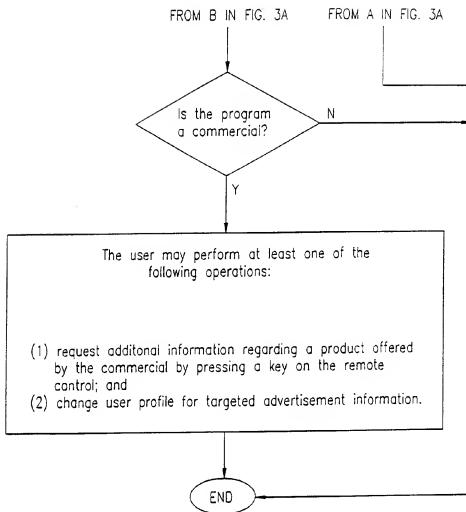 FROM B IN FIG. 3A
FROM A IN FIG. 3A
Is the program
a commercial?
N
Y
The user may perform at least one of the
following operations:
(1) request additonal information regarding a product offered
by the commercial by pressing a key on the remote
control; and
(2) change user profile for targeted advertisement information.
END